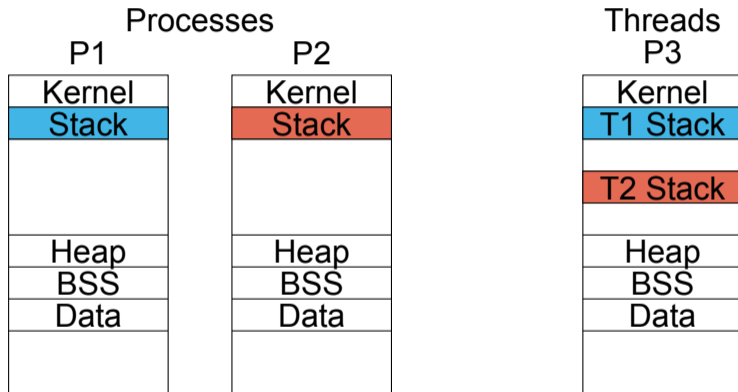 Processes
P1
Kernel
Stack
Heap
BSS
Data
P2
Kernel
Stack
Heap
BSS
Data
Threads
P3
Kernel
T1 Stack
T2 Stack
Heap
BSS
Data